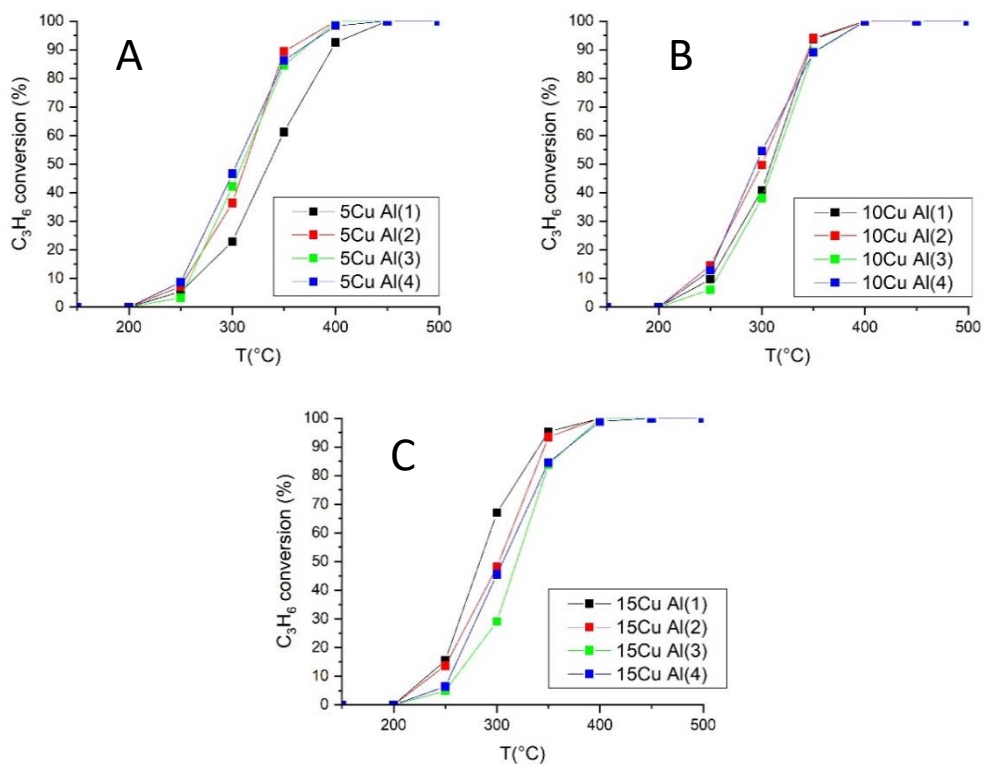 A
C₃H₆ conversion (%)
100
90
80
70
60
50
40
30
20
10
0
200
300
400
500
T(°C)
5Cu Al(1)
5Cu Al(2)
5Cu Al(3)
5Cu Al(4)
B
C₃H₆ conversion (%)
100
90
80
70
60
50
40
30
20
10
0
200
300
400
500
T(°C)
10Cu Al(1)
10Cu Al(2)
10Cu Al(3)
10Cu Al(4)
C
C₃H₆ conversion (%)
100
90
80
70
60
50
40
30
20
10
0
200
300
400
500
T(°C)
15Cu Al(1)
15Cu Al(2)
15Cu Al(3)
15Cu Al(4)